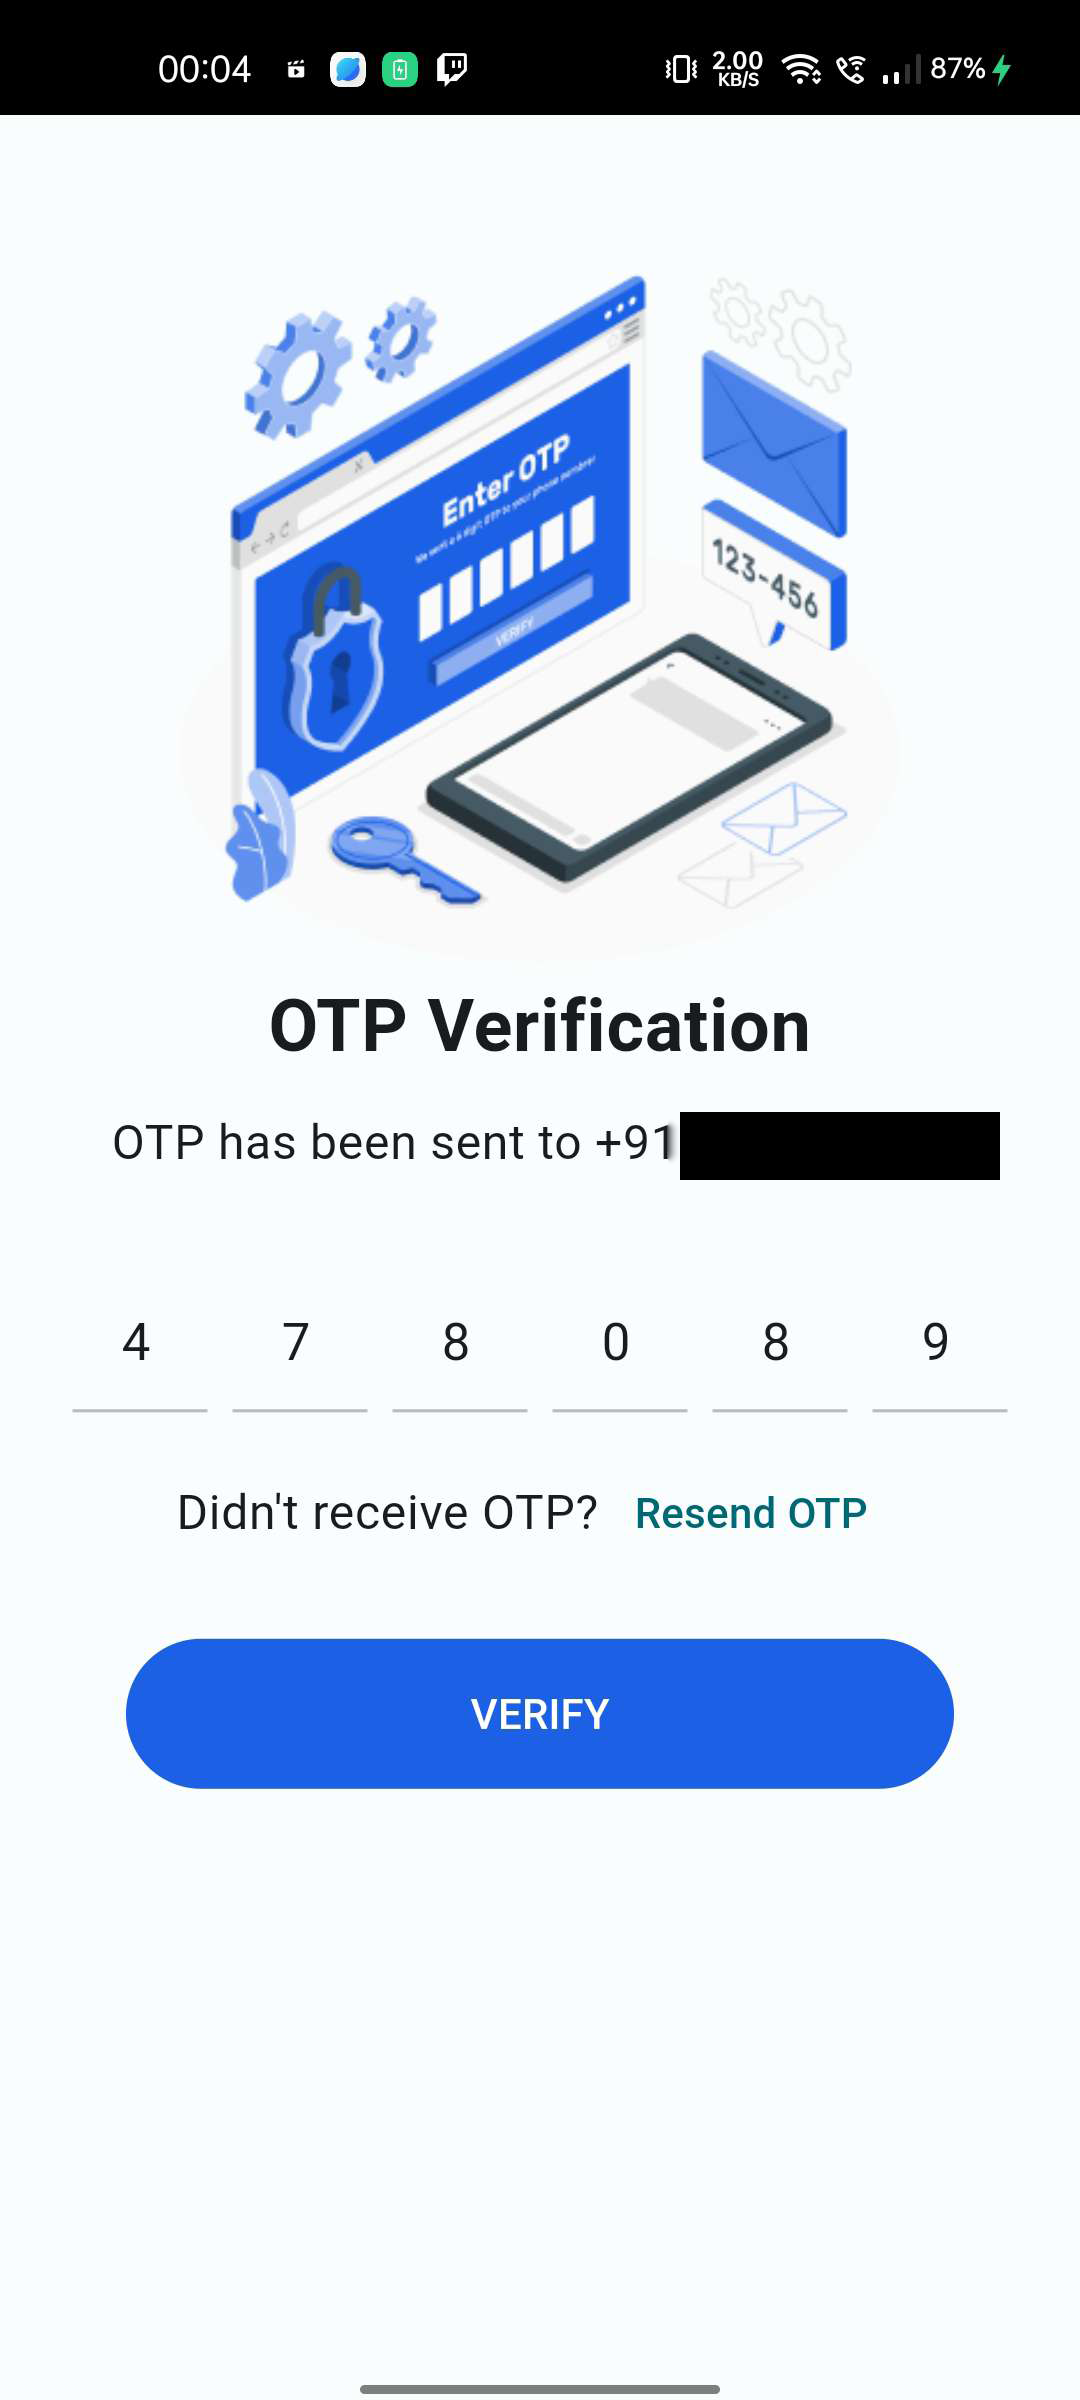 00:04
2.00
KB/S
87%
Enter OTP
We sent a 6 digit OTP to your phone number
VERIFY
123-456
OTP Verification
OTP has been sent to +91
4 7 8 0 8 9
Didn't receive OTP? Resend OTP
VERIFY